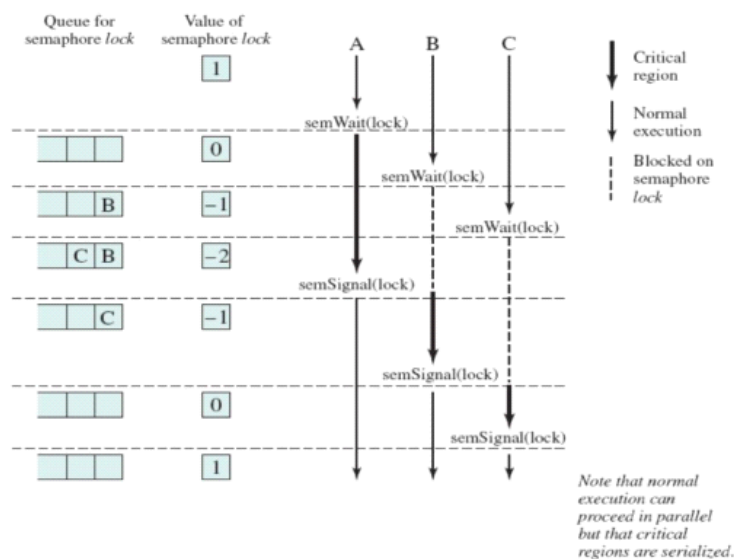 Queue for
semaphore lock
Value of
semaphore lock
A
B
C
1
Critical
region
Normal
execution
Blocked on
semaphore
lock
semWait(lock)
0
semWait(lock)
B
−1
semWait(lock)
C B
−2
semSignal(lock)
C
−1
semSignal(lock)
0
semSignal(lock)
1
Note that normal
execution can
proceed in parallel
but that critical
regions are serialized.